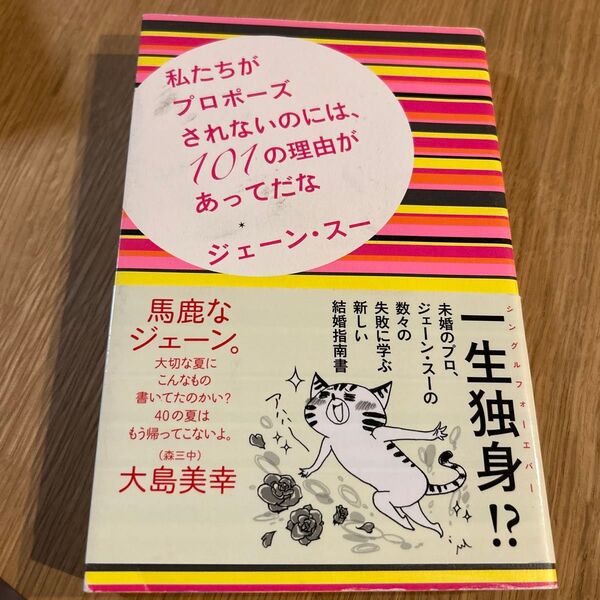 私たちが
プロポーズ
されないのには、
101の理由が
あってだな
*
ジェーン・スー
シングルフォーエバー
一生独身!?
未婚のプロ、
ジェーン・スーの
数々の
失敗に学ぶ
新しい
結婚指南書
馬鹿な
ジェーン。
大切な夏に
こんなもの
書いてたのかい?
40の夏は
もう帰ってこないよ。
(森三中)
大島美幸